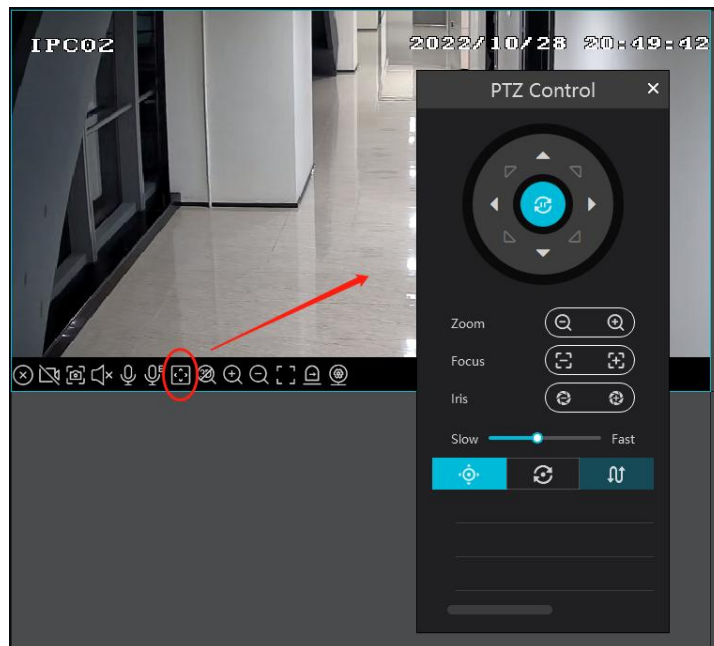 IPC02
2022/10/28 20:49:42
PTZ Control
Zoom
Focus
Iris
Slow
Fast